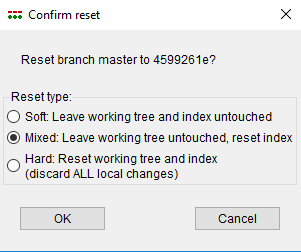 Confirm reset
Reset branch master to 4599261e?
Reset type:
Soft: Leave working tree and index untouched
Mixed: Leave working tree untouched, reset index
Hard: Reset working tree and index
(discard ALL local changes)
OK
Cancel